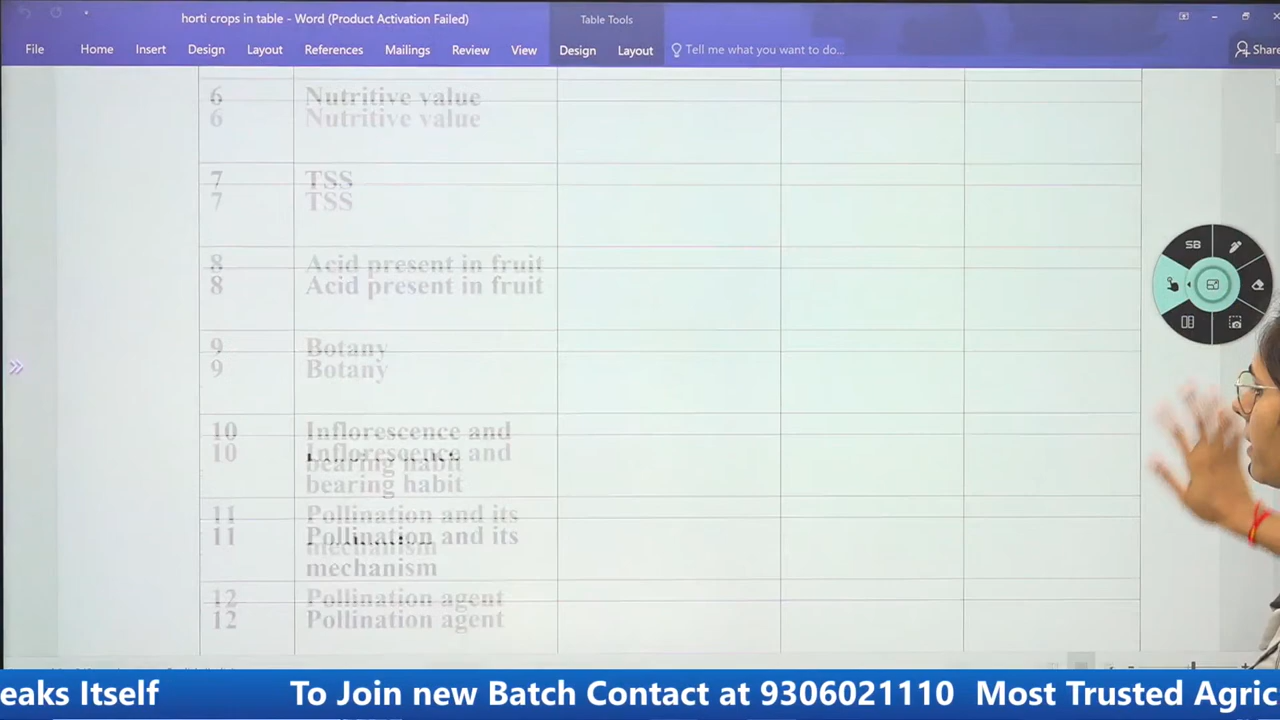 horti crops in table - Word (Product Activation Failed)
Table Tools
File Home Insert Design Layout References Mailings Review View Design Layout Tell me what you want to do... Share
SB
6 Nutritive value
6 Nutritive value
7 TSS
7 TSS
8 Acid present in fruit
8 Acid present in fruit
9 Botany
9 Botany
10 Inflorescence and
10 Inflorescence and
bearing habit
bearing habit
11 Pollination and its
11 Pollination and its
mechanism
mechanism
12 Pollination agent
12 Pollination agent
eaks Itself To Join new Batch Contact at 9306021110 Most Trusted Agric